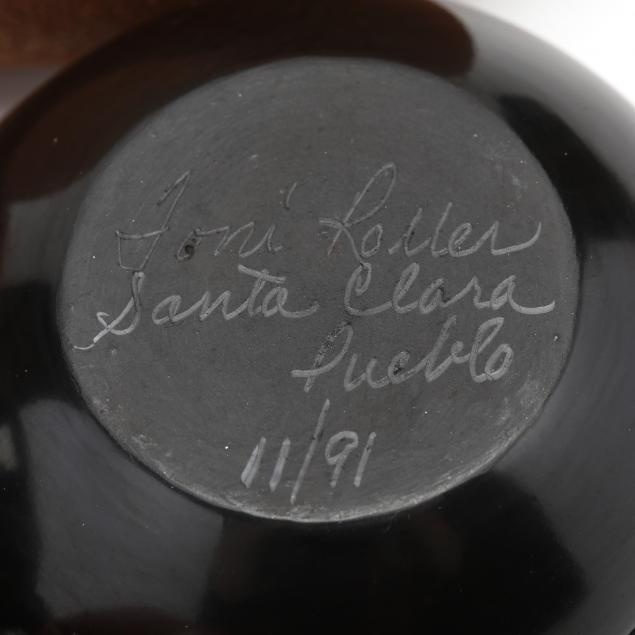 Toni Roller
Santa Clara
Pueblo
11/91